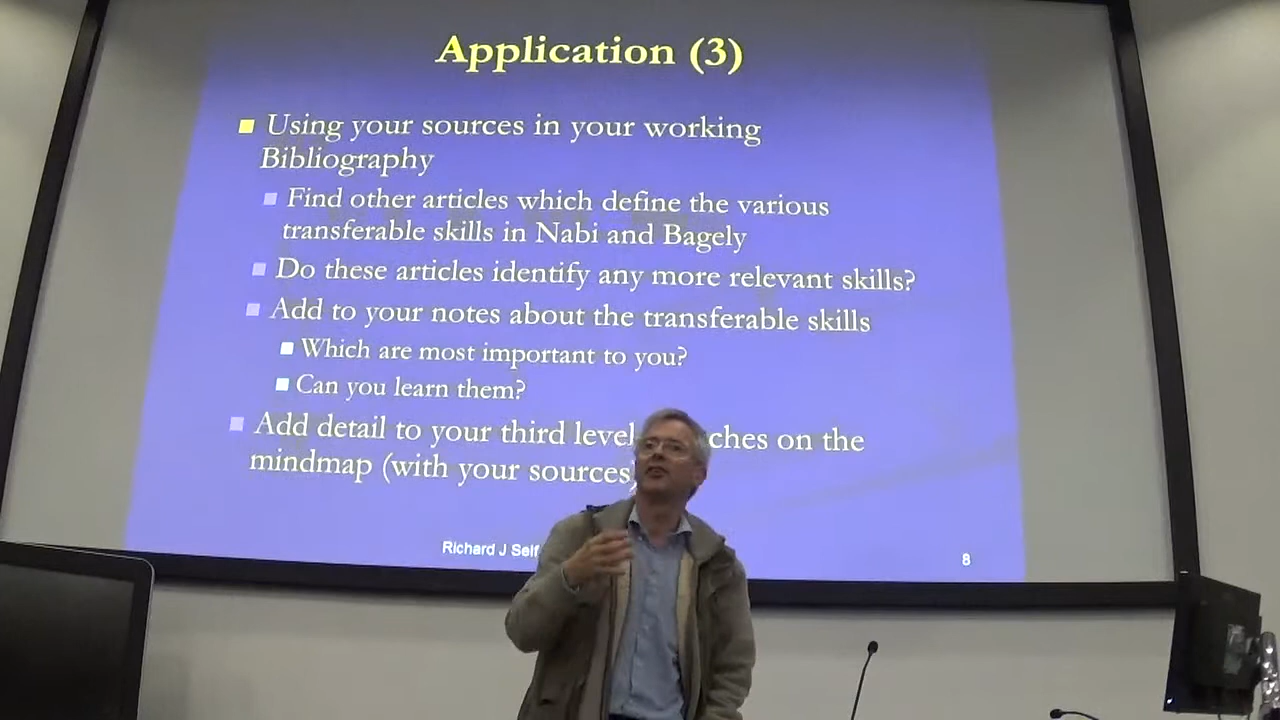 Application (3)
Using your sources in your working
Bibliography
Find other articles which define the various
transferable skills in Nabi and Bagely
Do these articles identify any more relevant skills?
Add to your notes about the transferable skills
Which are most important to you?
Can you learn them?
Add detail to your third level ches on the
mindmap (with your sources)
Richard J Self
8